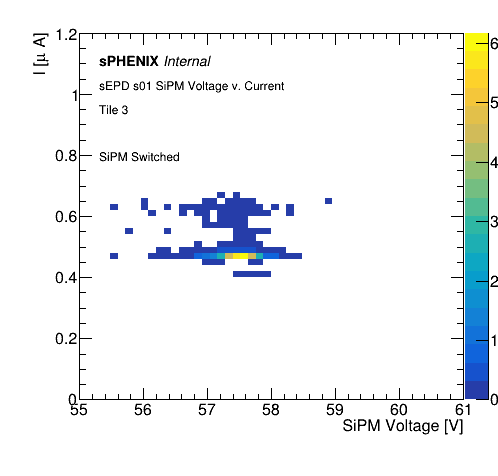 I [μ A]
1.2
1
0.8
0.6
0.4
0.2
0
sPHENIX Internal
sEPD s01 SiPM Voltage v. Current
Tile 3
SiPM Switched
55 56 57 58 59 60 61
SiPM Voltage [V]
6
5
4
3
2
1
0